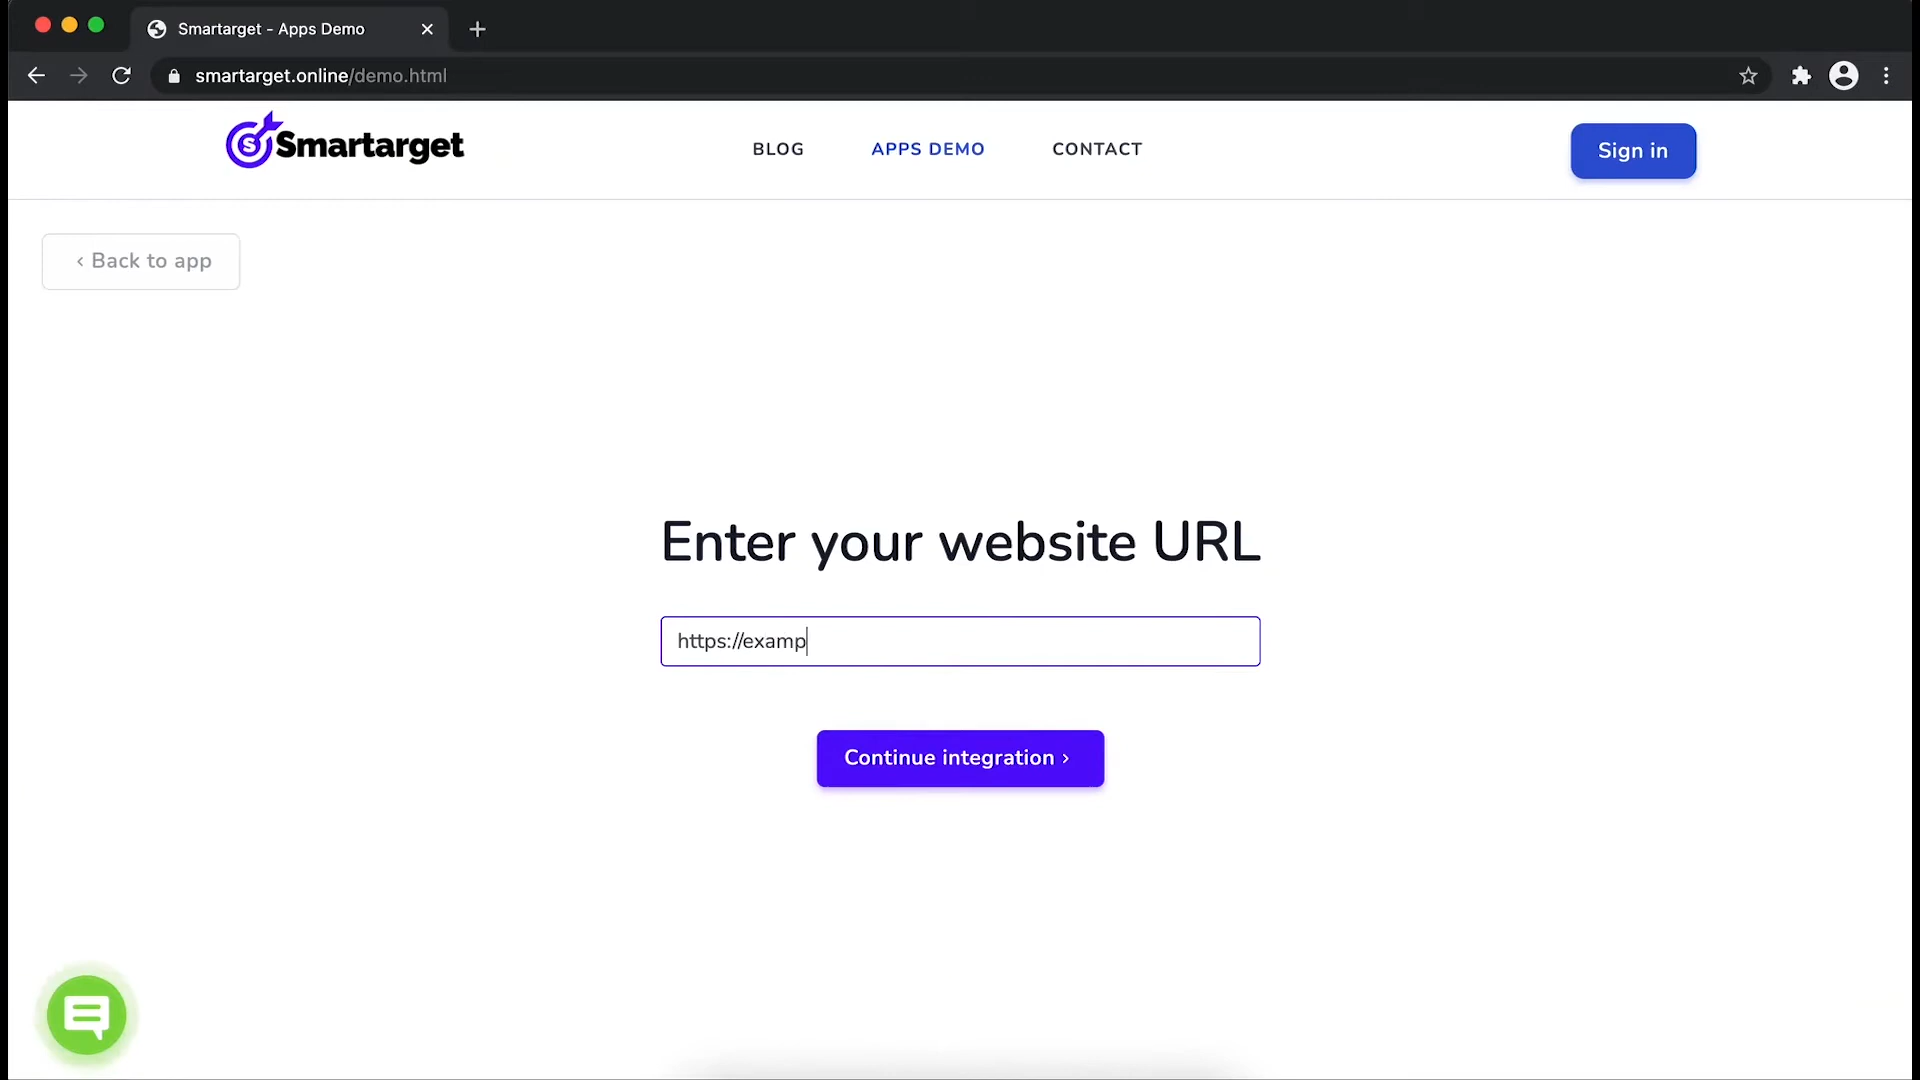 Smartarget - Apps Demo
smartarget.online/demo.html
Smartarget
BLOG
APPS DEMO
CONTACT
Sign in
‹ Back to app
Enter your website URL
https://examp
Continue integration ›